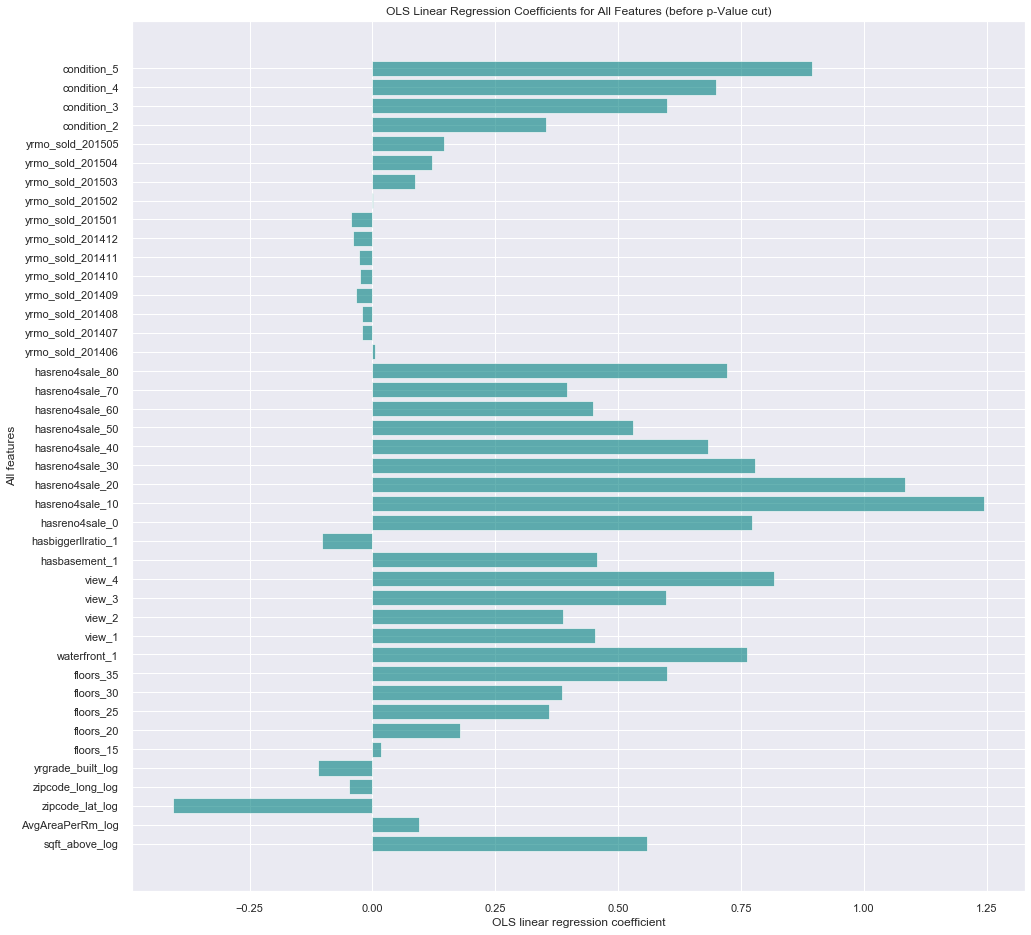 OLS Linear Regression Coefficients for All Features (before p-Value cut)
condition_5
condition_4
condition_3
condition_2
yrmo_sold_201505
yrmo_sold_201504
yrmo_sold_201503
yrmo_sold_201502
yrmo_sold_201501
yrmo_sold_201412
yrmo_sold_201411
yrmo_sold_201410
yrmo_sold_201409
yrmo_sold_201408
yrmo_sold_201407
yrmo_sold_201406
hasreno4sale_80
hasreno4sale_70
hasreno4sale_60
hasreno4sale_50
hasreno4sale_40
hasreno4sale_30
hasreno4sale_20
hasreno4sale_10
hasreno4sale_0
hasbiggerllratio_1
hasbasement_1
view_4
view_3
view_2
view_1
waterfront_1
floors_35
floors_30
floors_25
floors_20
floors_15
yrgrade_built_log
zipcode_long_log
zipcode_lat_log
AvgAreaPerRm_log
sqft_above_log
All features
−0.25 0.00 0.25 0.50 0.75 1.00 1.25
OLS linear regression coefficient